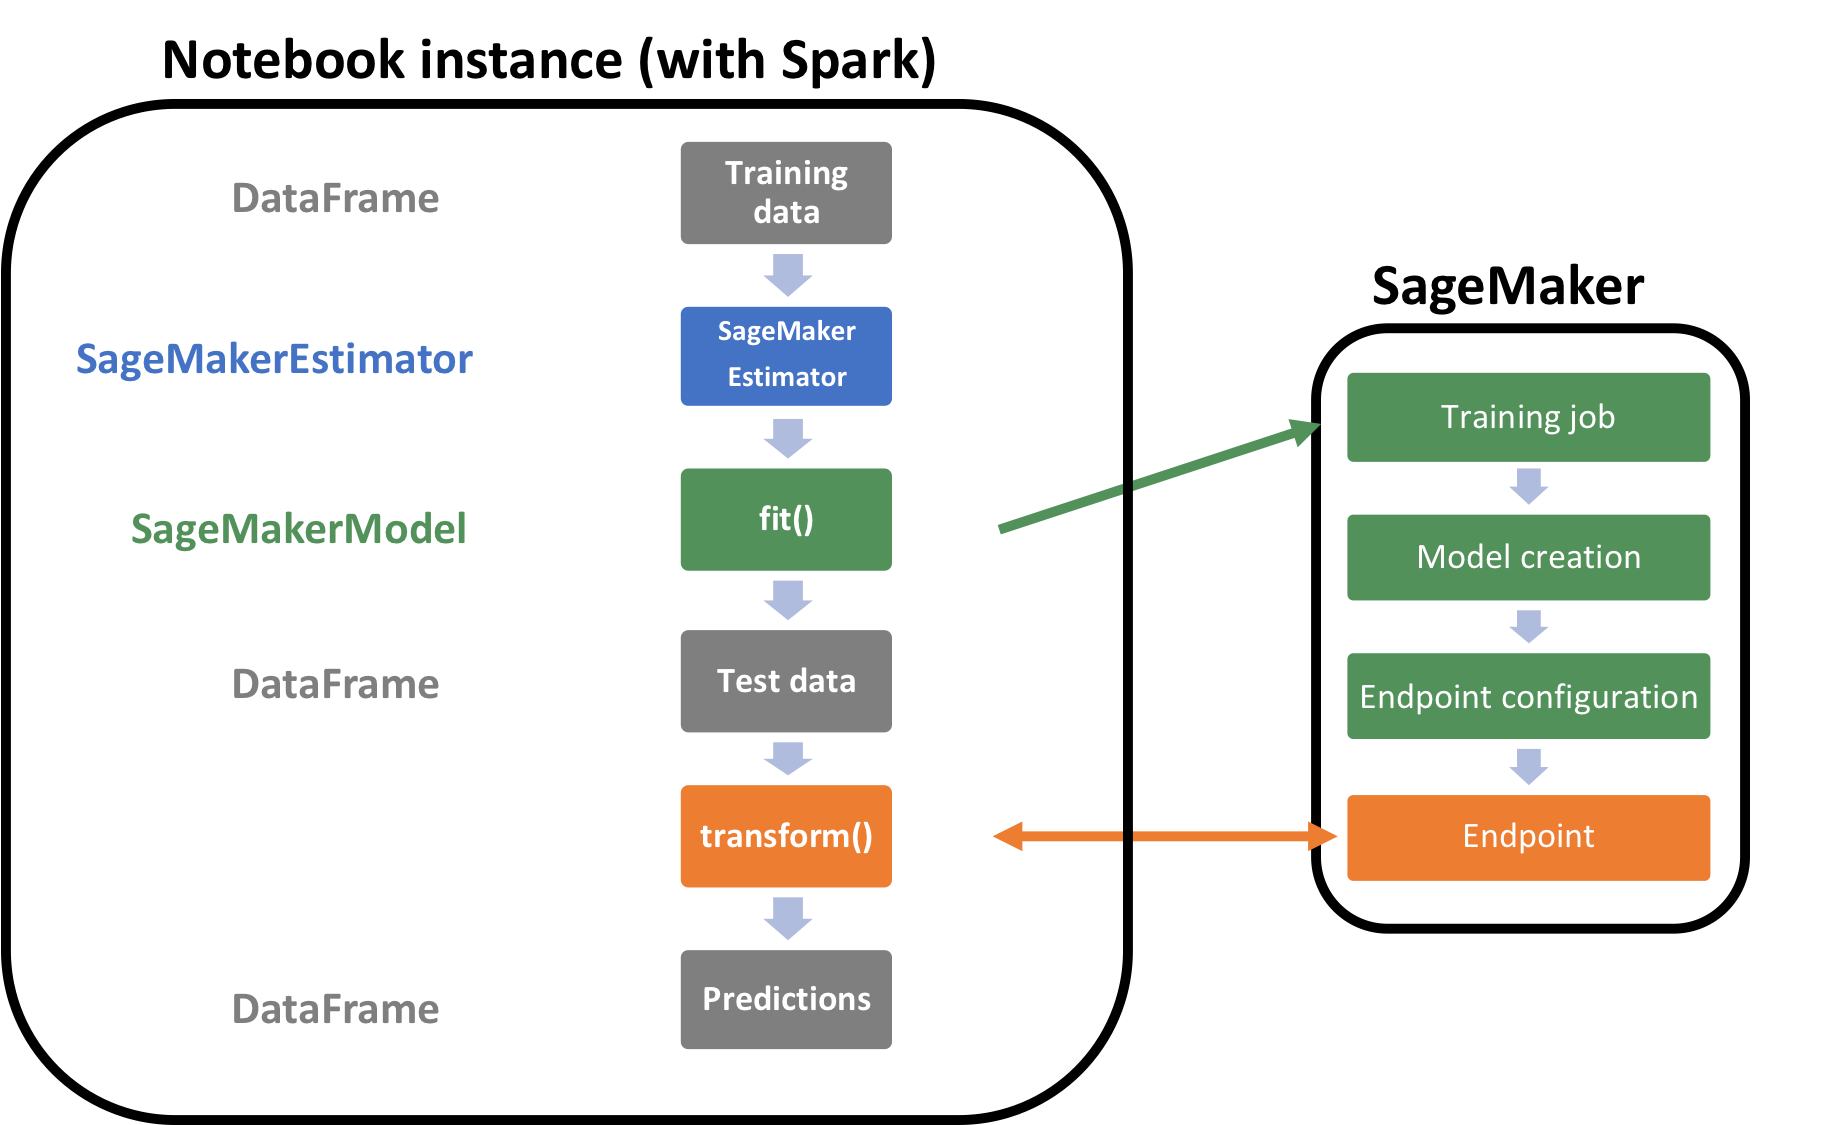 Notebook instance (with Spark)
DataFrame
Training
data
SageMakerEstimator
SageMaker
Estimator
SageMakerModel
fit()
DataFrame
Test data
transform()
DataFrame
Predictions
SageMaker
Training job
Model creation
Endpoint configuration
Endpoint